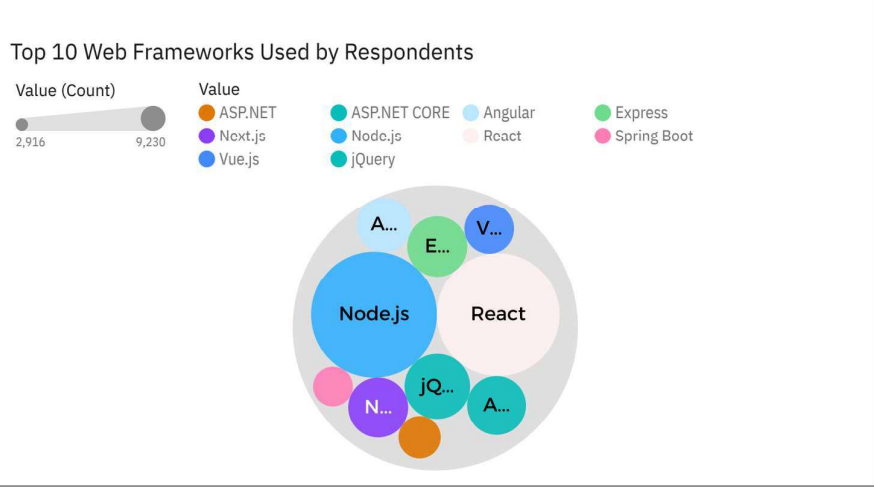 Top 10 Web Frameworks Used by Respondents
Value (Count)
2,916 9,230
Value
ASP.NET ASP.NET CORE Angular Express
Next.js Node.js React Spring Boot
Vue.js jQuery
A... E... V...
Node.js React
N... jQ... A...